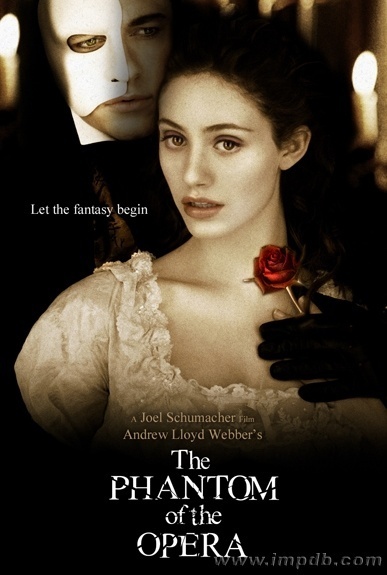 Let the fantasy begin
A Joel Schumacher Film
Andrew Lloyd Webber's
The
PHANTOM
of the
OPERA
www.impdb.com